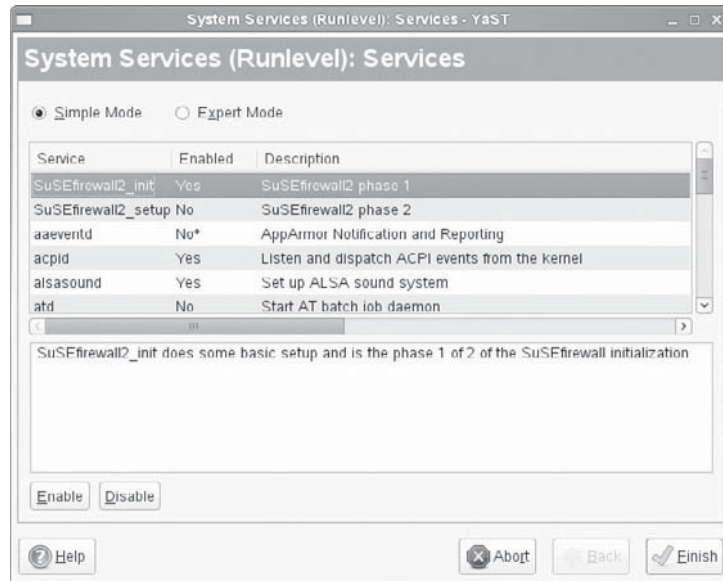 System Services (Runlevel): Services - YaST
System Services (Runlevel): Services
Simple Mode Expert Mode
Service Enabled Description
SuSEfirewall2_init Yes SuSEfirewall2 phase 1
SuSEfirewall2_setup No SuSEfirewall2 phase 2
aaeventd No* AppArmor Notification and Reporting
acpid Yes Listen and dispatch ACPI events from the kernel
alsasound Yes Set up ALSA sound system
atd No Start AT batch job daemon
SuSEfirewall2_init does some basic setup and is the phase 1 of 2 of the SuSEfirewall initialization
Enable Disable
Help Abort Back Finish